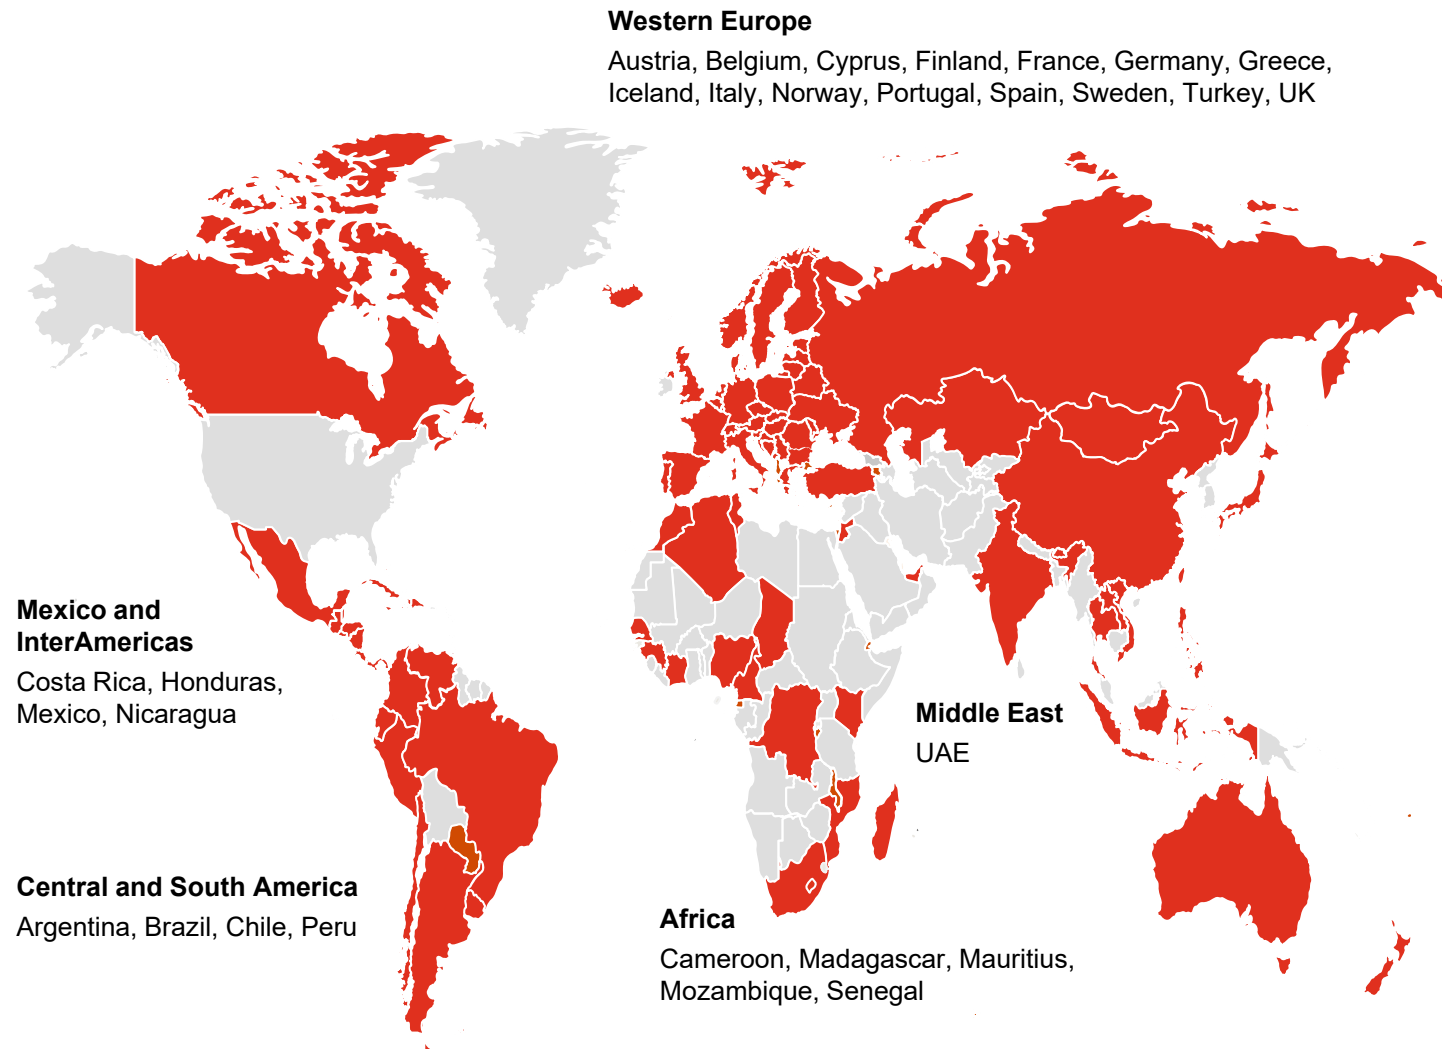 Western Europe
Austria, Belgium, Cyprus, Finland, France, Germany, Greece,
Iceland, Italy, Norway, Portugal, Spain, Sweden, Turkey, UK
Mexico and
InterAmericas
Costa Rica, Honduras,
Mexico, Nicaragua
Middle East
UAE
Central and South America
Argentina, Brazil, Chile, Peru
Africa
Cameroon, Madagascar, Mauritius,
Mozambique, Senegal